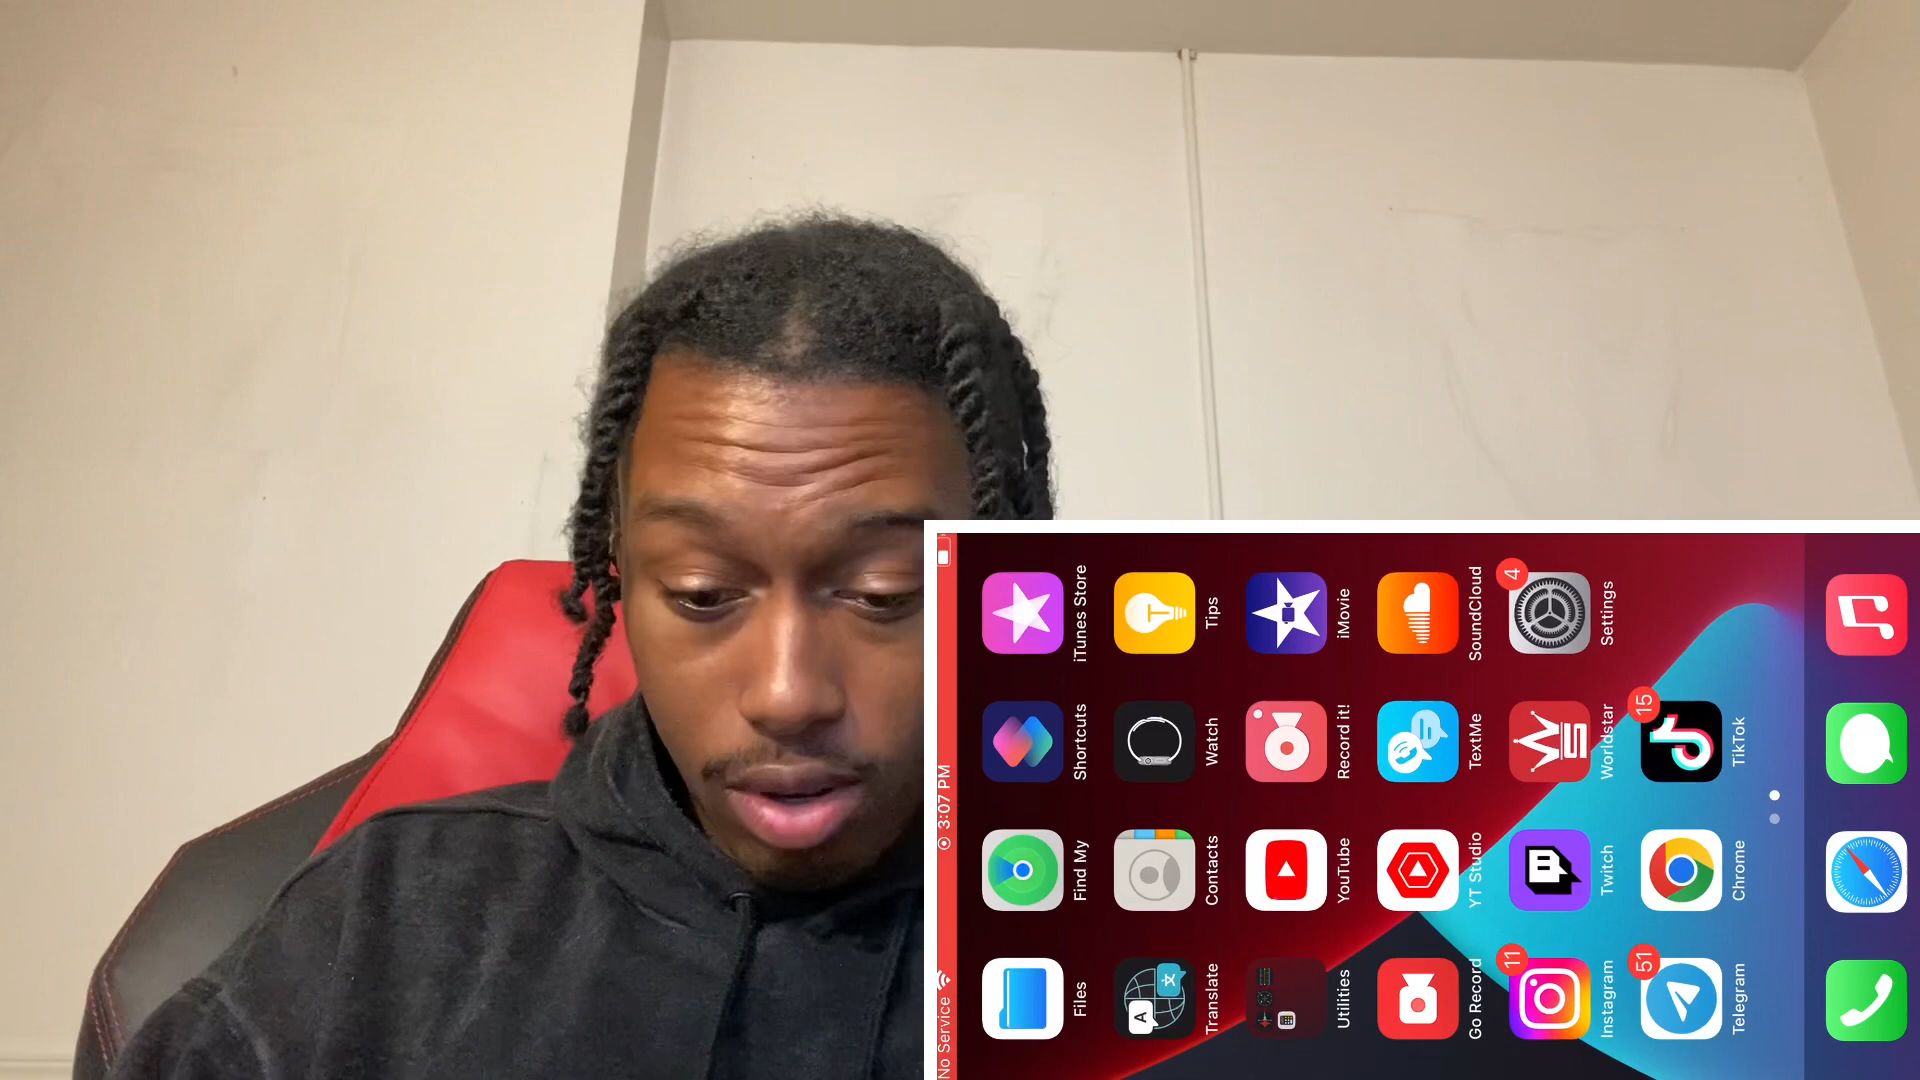 No Service 3:07 PM
Files
Find My
Shortcuts
iTunes Store
Translate
Contacts
Watch
Tips
Utilities
YouTube
Record it!
iMovie
Go Record
YT Studio
TextMe
SoundCloud
11
4
Instagram
Twitch
Worldstar
Settings
51
15
Telegram
Chrome
TikTok